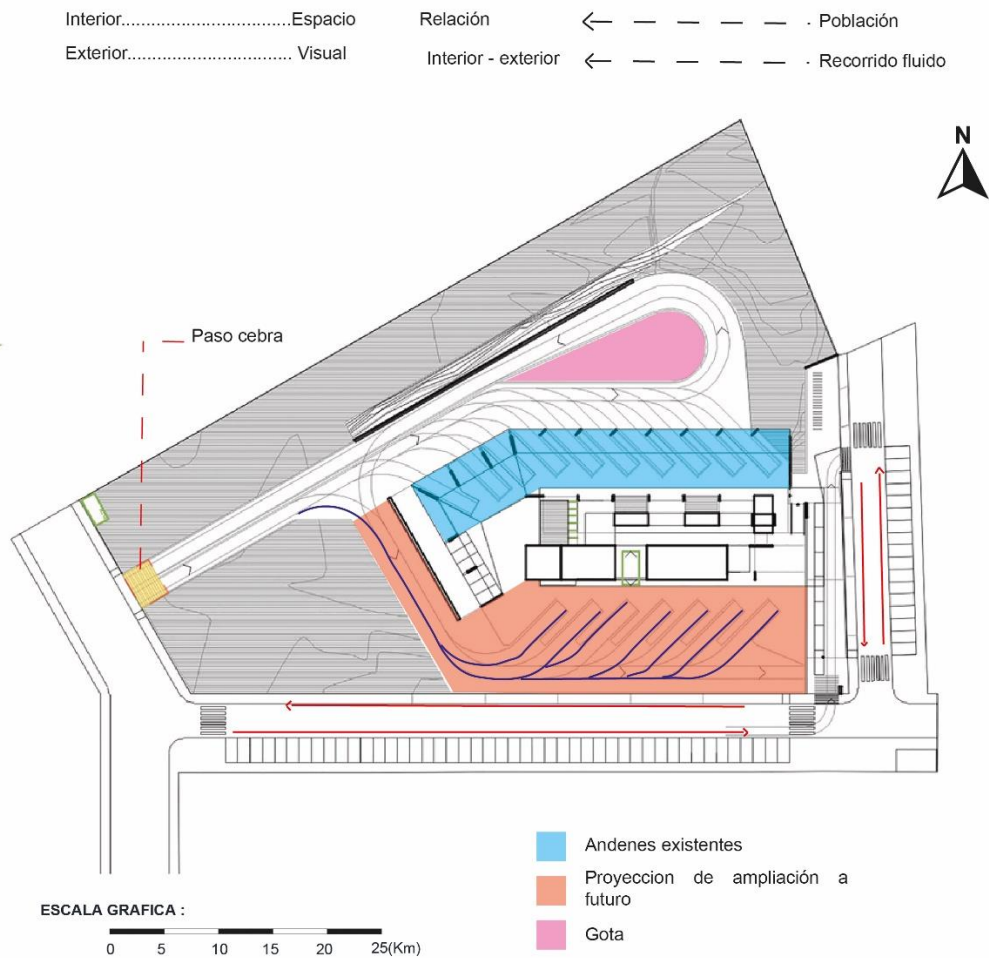 Interior..............................Espacio
Relación
Población
Exterior................................. Visual
Interior - exterior
Recorrido fluido
N
Paso cebra
Andenes existentes
Proyeccion de ampliación a
futuro
Gota
ESCALA GRAFICA :
0 5 10 15 20 25(Km)